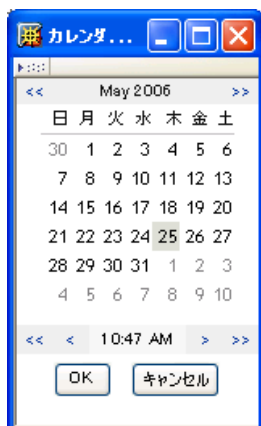 カレンダ...
<< May 2006 >>
日 月 火 水 木 金 土
30 1 2 3 4 5 6
7 8 9 10 11 12 13
14 15 16 17 18 19 20
21 22 23 24 25 26 27
28 29 30 31 1 2 3
4 5 6 7 8 9 10
<< < 10:47 AM > >>
OK キャンセル